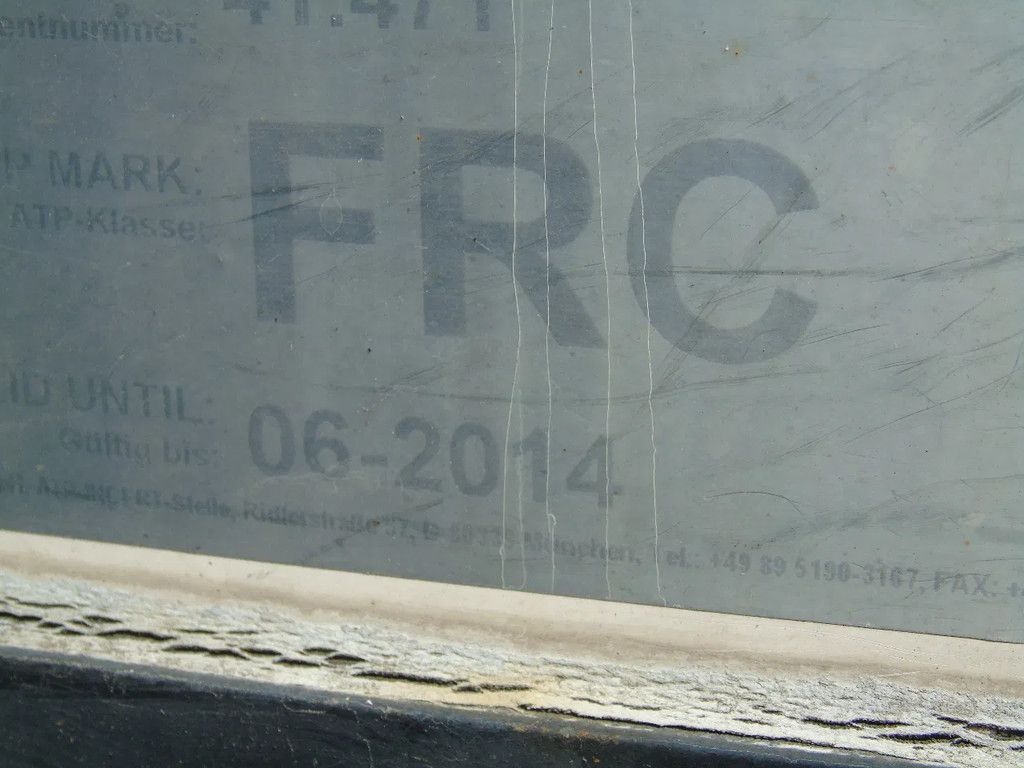 entnummer: 41.471
P MARK: FRC
ATP-Klasse:
ID UNTIL: 06-2014
Gültig bis:
-Stelle, Ridlerstraße 57, D-80339 München, Tel.: +49 89 5190-3167, FAX: +